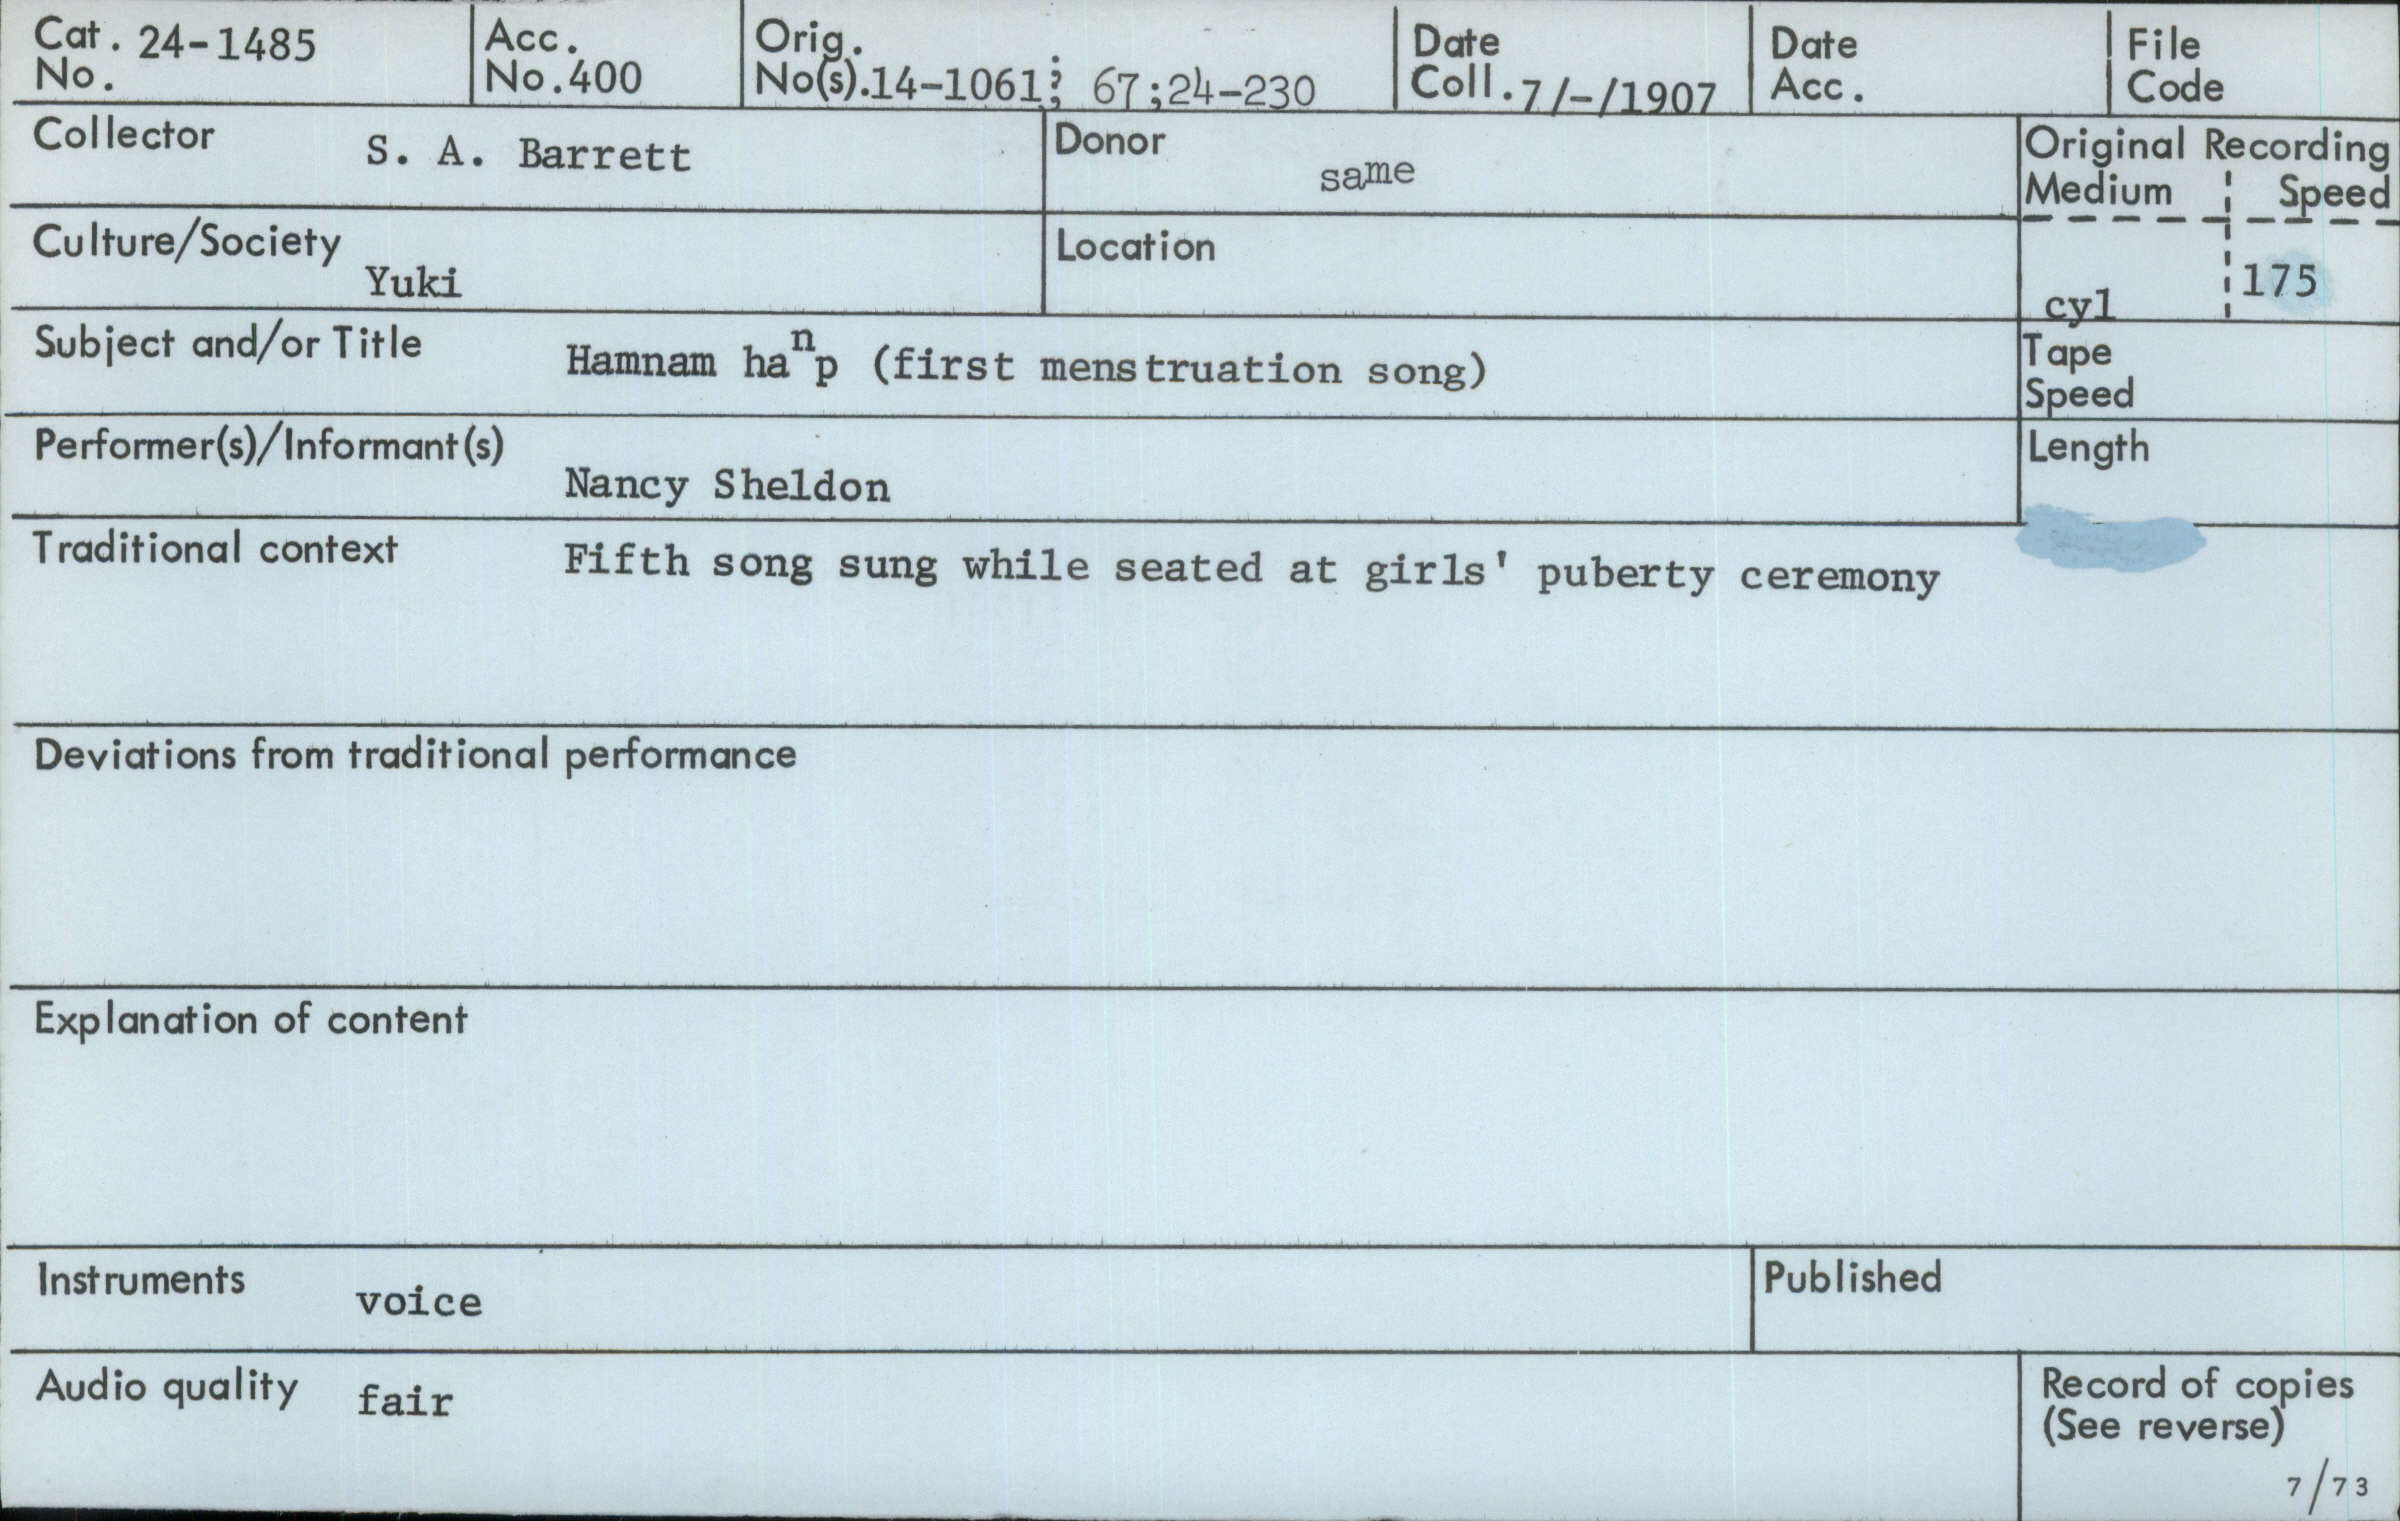 Cat. No. 24-1485
Acc. No. 400
Orig. No(s). 14-1061; 67; 24-230
Date Coll. 7/-/1907
Date Acc.
File Code
Collector S. A. Barrett
Donor same
Original Recording
Medium Speed
cyl 175
Culture/Society Yuki
Location
Subject and/or Title Hamnam haⁿp (first menstruation song)
Tape Speed
Performer(s)/Informant(s) Nancy Sheldon
Length
Traditional context Fifth song sung while seated at girls' puberty ceremony
Deviations from traditional performance
Explanation of content
Instruments voice
Published
Audio quality fair
Record of copies
(See reverse)
7/73